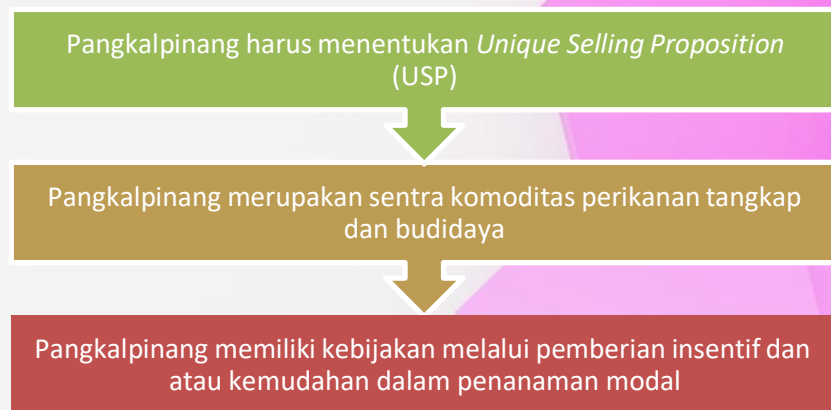 Pangkalpinang harus menentukan Unique Selling Proposition
(USP)
Pangkalpinang merupakan sentra komoditas perikanan tangkap
dan budidaya
Pangkalpinang memiliki kebijakan melalui pemberian insentif dan
atau kemudahan dalam penanaman modal